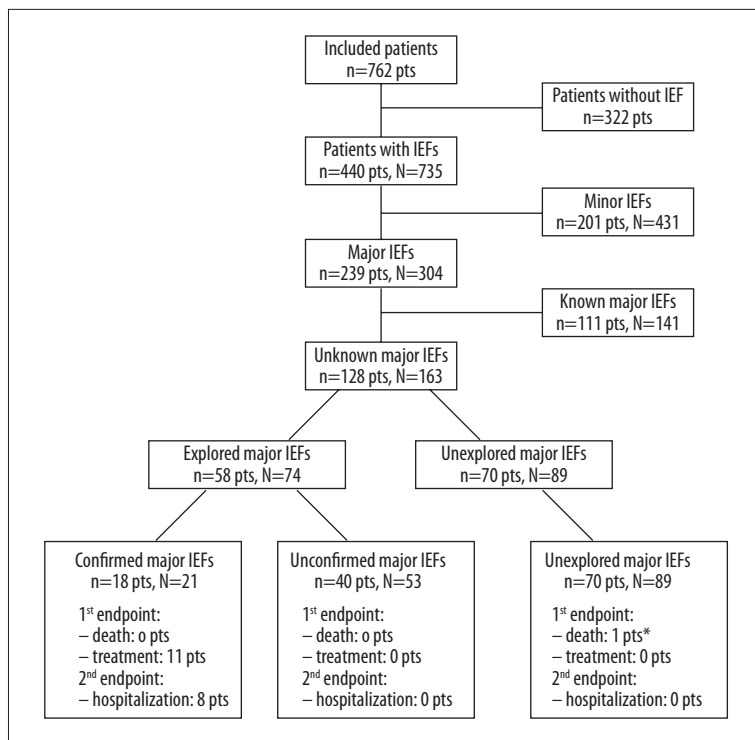 Included patients
n=762 pts
Patients without IEF
n=322 pts
Patients with IEFs
n=440 pts, N=735
Minor IEFs
n=201 pts, N=431
Major IEFs
n=239 pts, N=304
Known major IEFs
n=111 pts, N=141
Unknown major IEFs
n=128 pts, N=163
Explored major IEFs
n=58 pts, N=74
Unexplored major IEFs
n=70 pts, N=89
Confirmed major IEFs
n=18 pts, N=21
1st endpoint:
– death: o pts
– treatment: 11 pts
2nd endpoint:
– hospitalization: 8 pts
Unconfirmed major IEFs
n=40 pts, N=53
1st endpoint:
– death: o pts
– treatment: 0 pts
2nd endpoint:
– hospitalization: 0 pts
Unexplored major IEFs
n=70 pts, N=89
1st endpoint:
– death: 1 pts*
– treatment: 0 pts
2nd endpoint:
– hospitalization: 0 pts